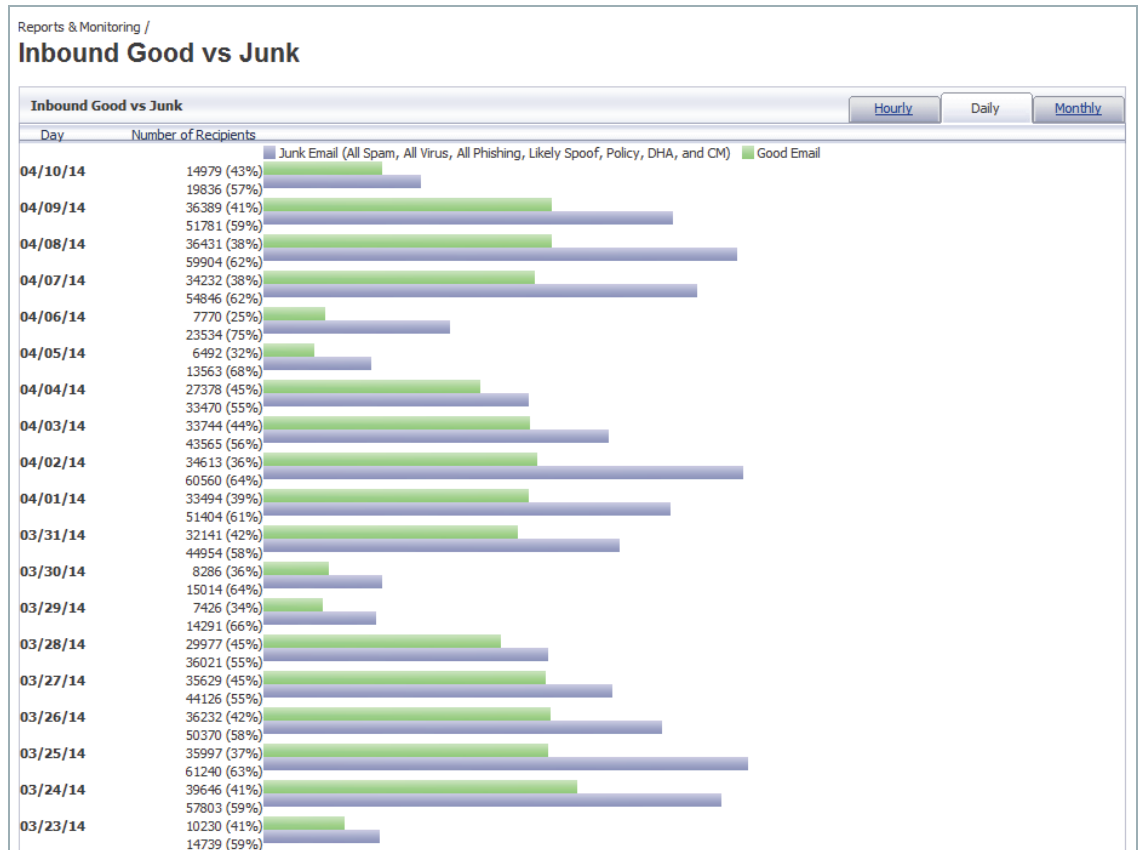 Reports & Monitoring /
Inbound Good vs Junk
Inbound Good vs Junk
Hourly Daily Monthly
Day Number of Recipients
Junk Email (All Spam, All Virus, All Phishing, Likely Spoof, Policy, DHA, and CM) Good Email
04/10/14 14979 (43%)
19836 (57%)
04/09/14 36389 (41%)
51781 (59%)
04/08/14 36431 (38%)
59904 (62%)
04/07/14 34232 (38%)
54846 (62%)
04/06/14 7770 (25%)
23534 (75%)
04/05/14 6492 (32%)
13563 (68%)
04/04/14 27378 (45%)
33470 (55%)
04/03/14 33744 (44%)
43565 (56%)
04/02/14 34613 (36%)
60560 (64%)
04/01/14 33494 (39%)
51404 (61%)
03/31/14 32141 (42%)
44954 (58%)
03/30/14 8286 (36%)
15014 (64%)
03/29/14 7426 (34%)
14291 (66%)
03/28/14 29977 (45%)
36021 (55%)
03/27/14 35629 (45%)
44126 (55%)
03/26/14 36232 (42%)
50370 (58%)
03/25/14 35997 (37%)
61240 (63%)
03/24/14 39646 (41%)
57803 (59%)
03/23/14 10230 (41%)
14739 (59%)